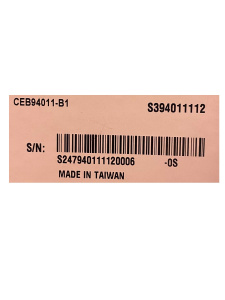 CEB94011-B1 S394011112
S/N:
S247940111120006 -0S
MADE IN TAIWAN